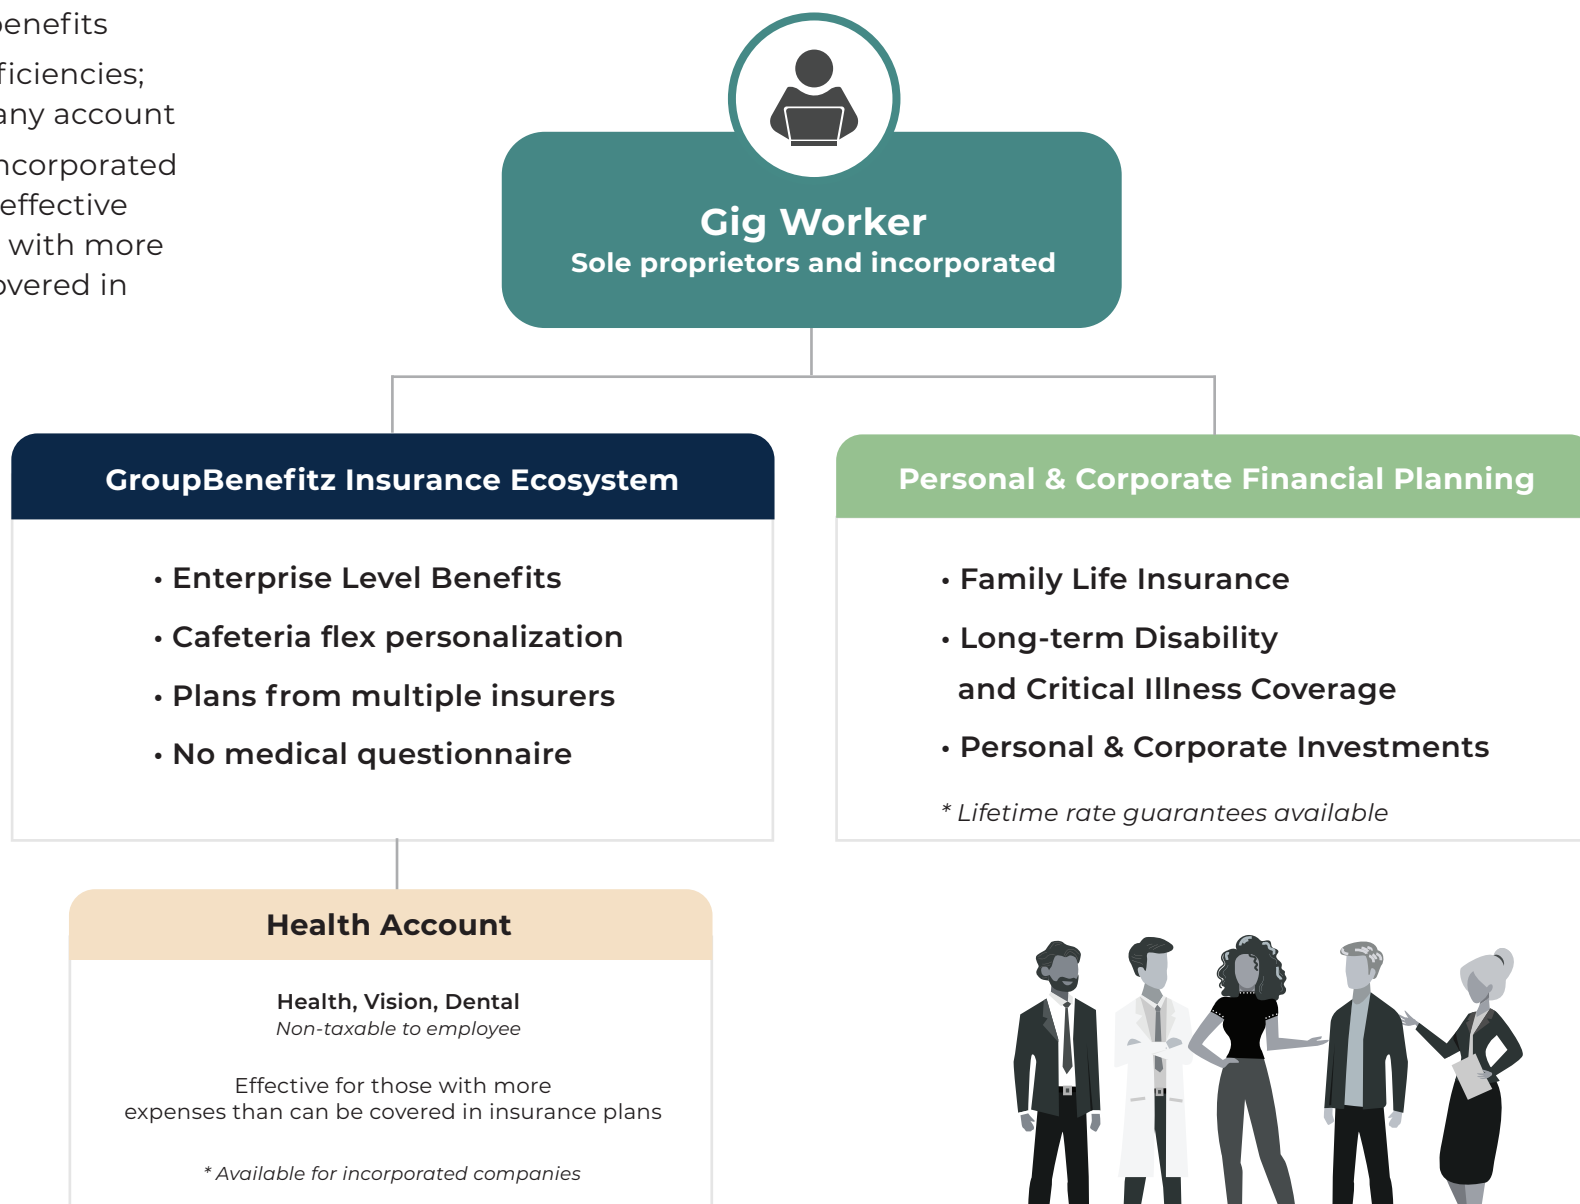 benefits
ficiencies;
any account
ncorporated
effective
with more
overed in
Gig Worker
Sole proprietors and incorporated
GroupBenefitz Insurance Ecosystem
• Enterprise Level Benefits
• Cafeteria flex personalization
• Plans from multiple insurers
• No medical questionnaire
Personal & Corporate Financial Planning
• Family Life Insurance
• Long-term Disability
and Critical Illness Coverage
• Personal & Corporate Investments
* Lifetime rate guarantees available
Health Account
Health, Vision, Dental
Non-taxable to employee
Effective for those with more
expenses than can be covered in insurance plans
* Available for incorporated companies